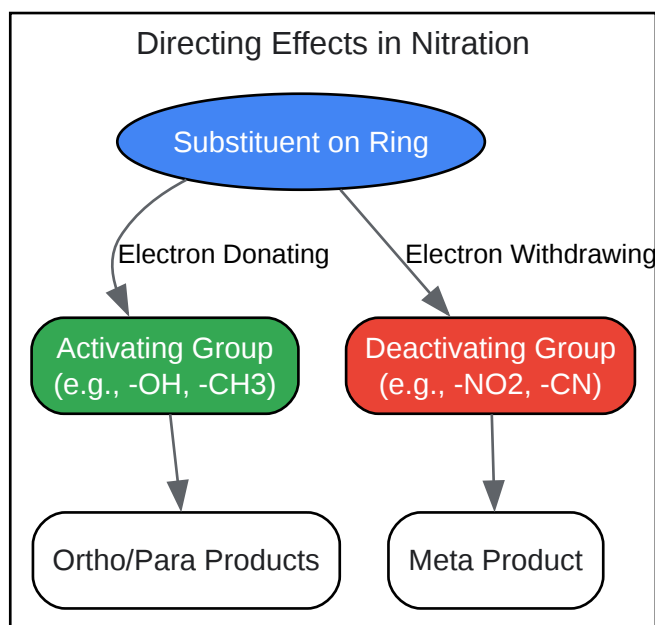 Directing Effects in Nitration
Substituent on Ring
Electron Donating
Electron Withdrawing
Activating Group
(e.g., -OH, -CH3)
Deactivating Group
(e.g., -NO2, -CN)
Ortho/Para Products
Meta Product